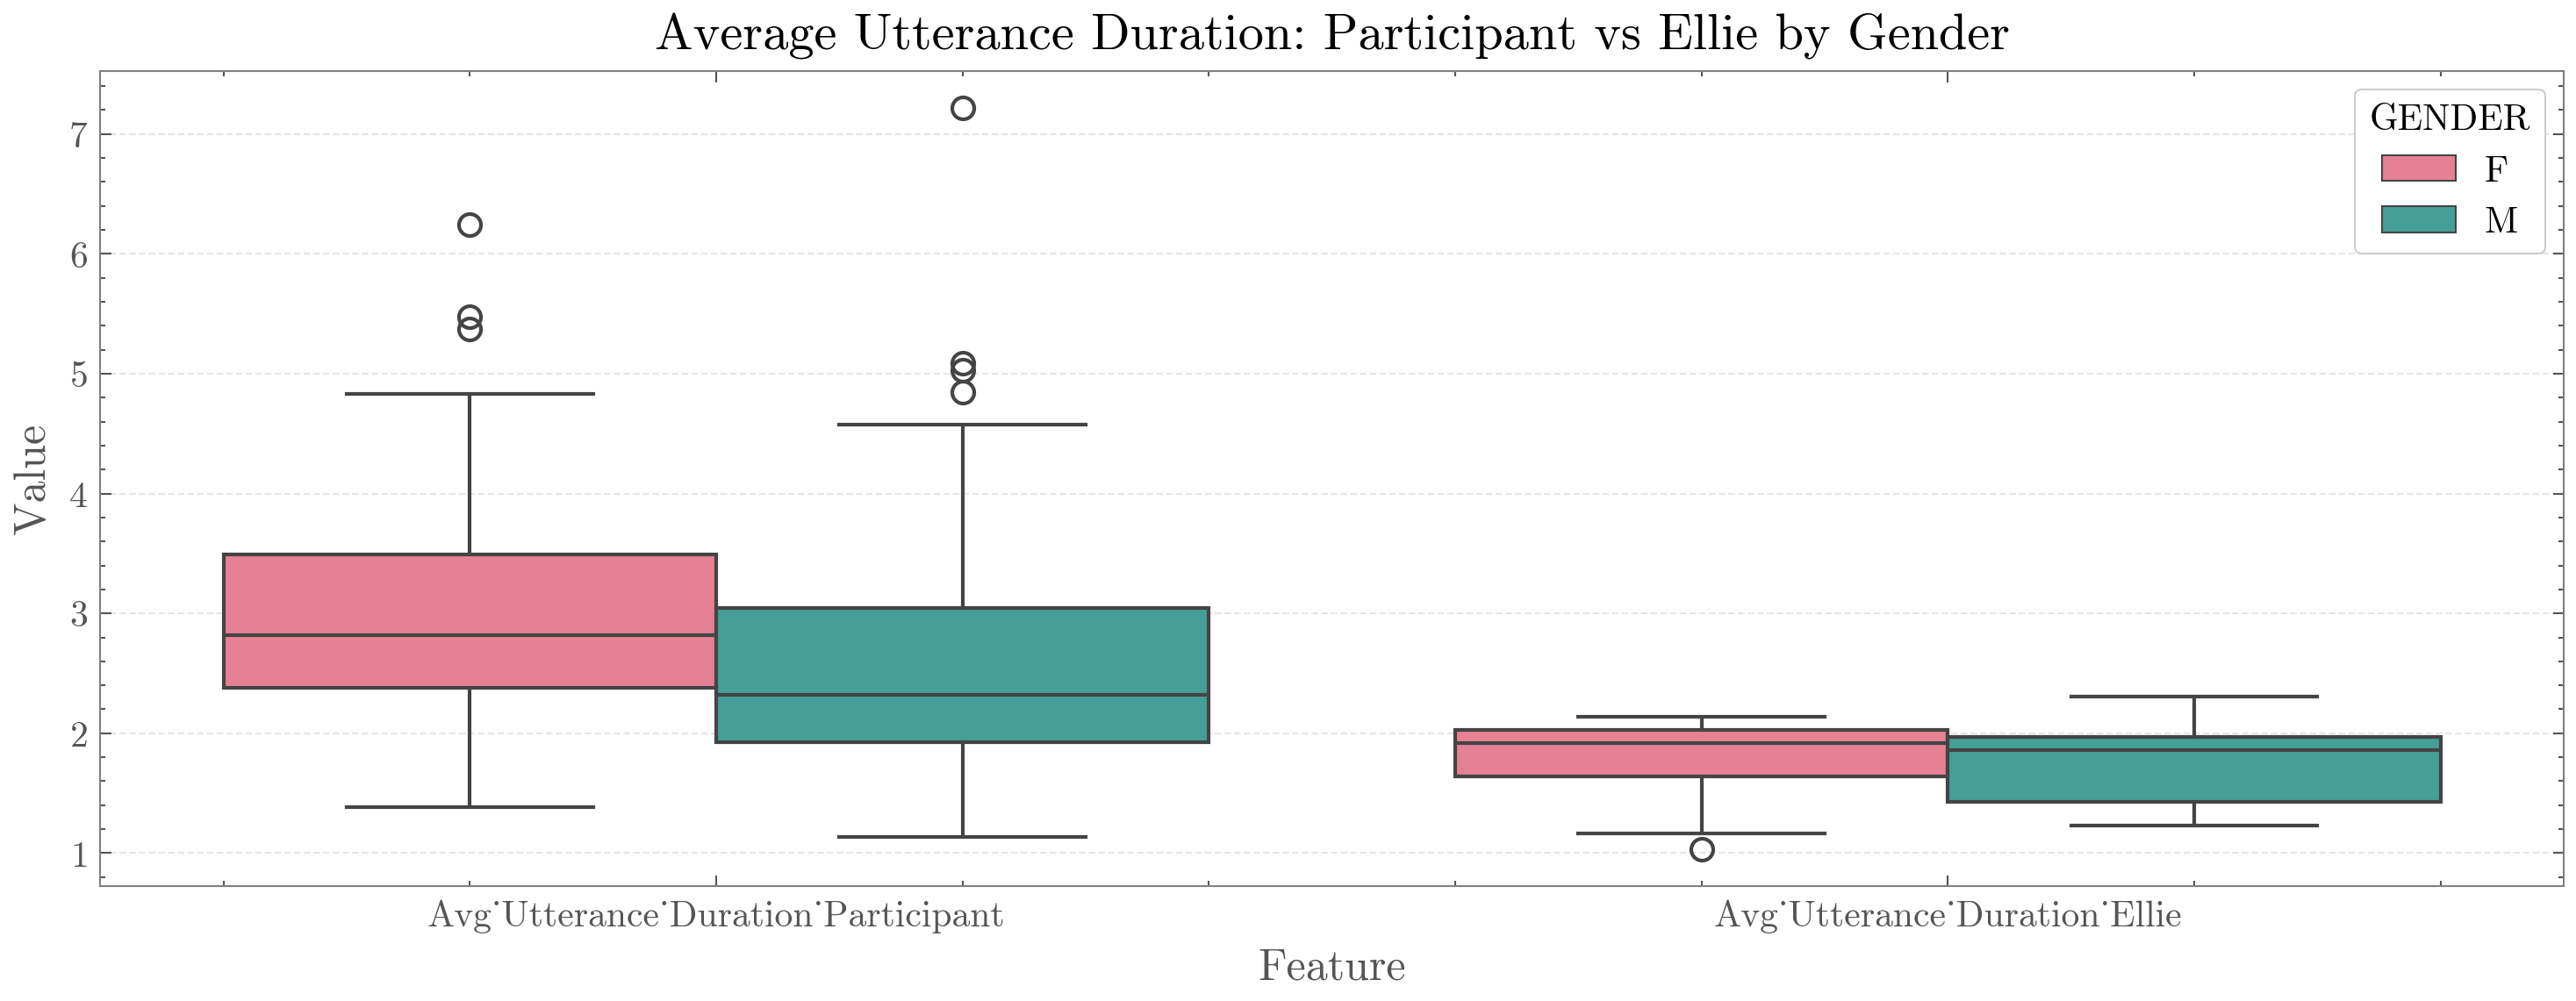 Average Utterance Duration: Participant vs Ellie by Gender
GENDER
F
M
7
6
5
4
3
2
1
Value
Avg˙Utterance˙Duration˙Participant
Avg˙Utterance˙Duration˙Ellie
Feature